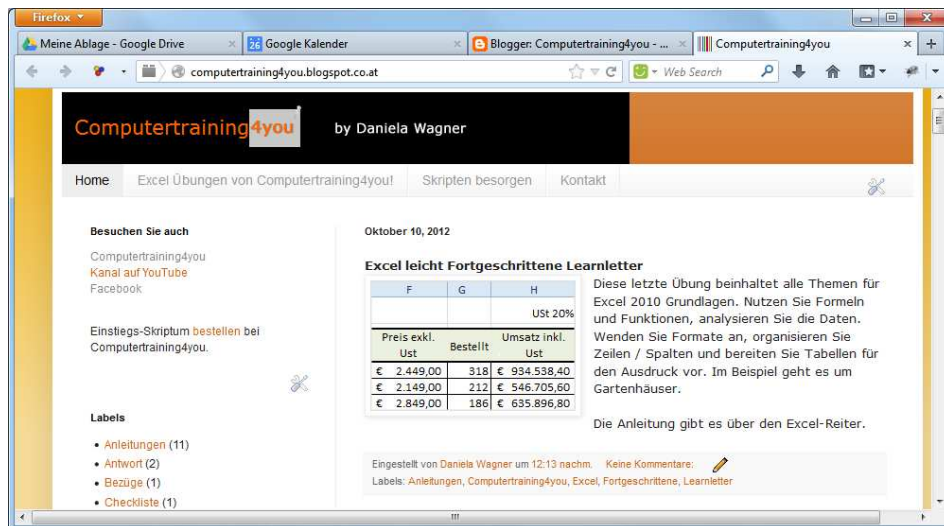 Firefox
Meine Ablage - Google Drive
26 Google Kalender
Blogger: Computertraining4you - ...
Computertraining4you
computertraining4you.blogspot.co.at
Web Search
Computertraining4you
by Daniela Wagner
Home
Excel Übungen von Computertraining4you!
Skripten besorgen
Kontakt
Besuchen Sie auch
Computertraining4you
Kanal auf YouTube
Facebook
Einstiegs-Skriptum bestellen bei
Computertraining4you.
Labels
• Anleitungen (11)
• Antwort (2)
• Bezüge (1)
• Checkliste (1)
Oktober 10, 2012
Excel leicht Fortgeschrittene Learnletter
F G H
USt 20%
Preis exkl. Ust Bestellt Umsatz inkl. Ust
€ 2.449,00 318 € 934.538,40
€ 2.149,00 212 € 546.705,60
€ 2.849,00 186 € 635.896,80
Diese letzte Übung beinhaltet alle Themen für
Excel 2010 Grundlagen. Nutzen Sie Formeln
und Funktionen, analysieren Sie die Daten.
Wenden Sie Formate an, organisieren Sie
Zeilen / Spalten und bereiten Sie Tabellen für
den Ausdruck vor. Im Beispiel geht es um
Gartenhäuser.
Die Anleitung gibt es über den Excel-Reiter.
Eingestellt von Daniela Wagner um 12:13 nachm. Keine Kommentare:
Labels: Anleitungen, Computertraining4you, Excel, Fortgeschrittene, Learnletter